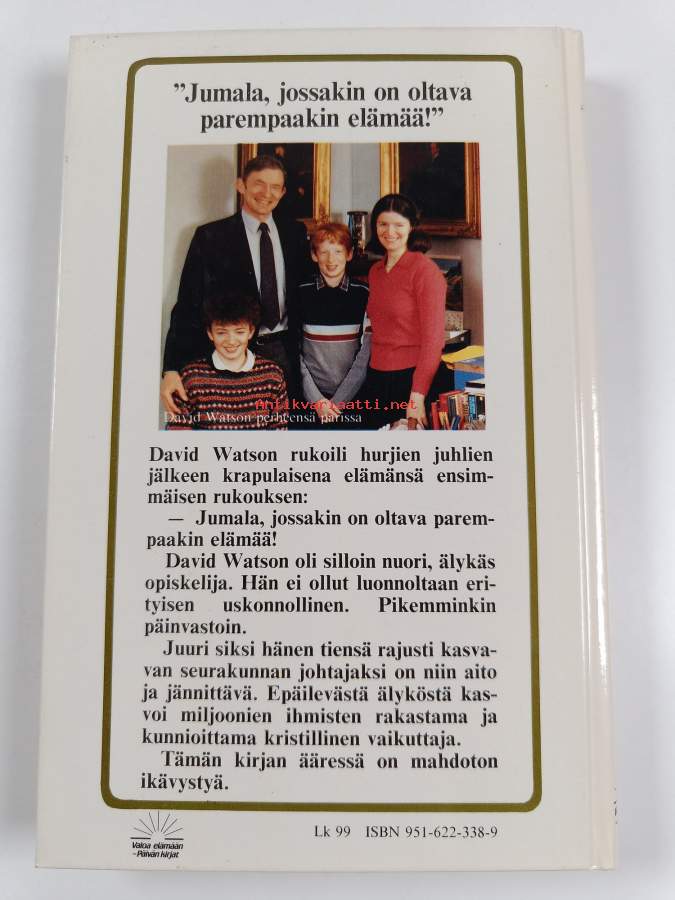 ”Jumala, jossakin on oltava
parempaakin elämää!”
Antikvariaatti.net
David Watson perheensä parissa
David Watson rukoili hurjien juhlien
jälkeen krapulaisena elämänsä ensim-
mäisen rukouksen:
— Jumala, jossakin on oltava parem-
paakin elämää!
David Watson oli silloin nuori, älykäs
opiskelija. Hän ei ollut luonnoltaan eri-
tyisen uskonnollinen. Pikemminkin
päinvastoin.
Juuri siksi hänen tiensä rajusti kasva-
van seurakunnan johtajaksi on niin aito
ja jännittävä. Epäilevästä älyköstä kas-
voi miljoonien ihmisten rakastama ja
kunnioittama kristillinen vaikuttaja.
Tämän kirjan ääressä on mahdoton
ikävystyä.
Valoa elämään
–Päivän kirjat
Lk 99 ISBN 951-622-338-9